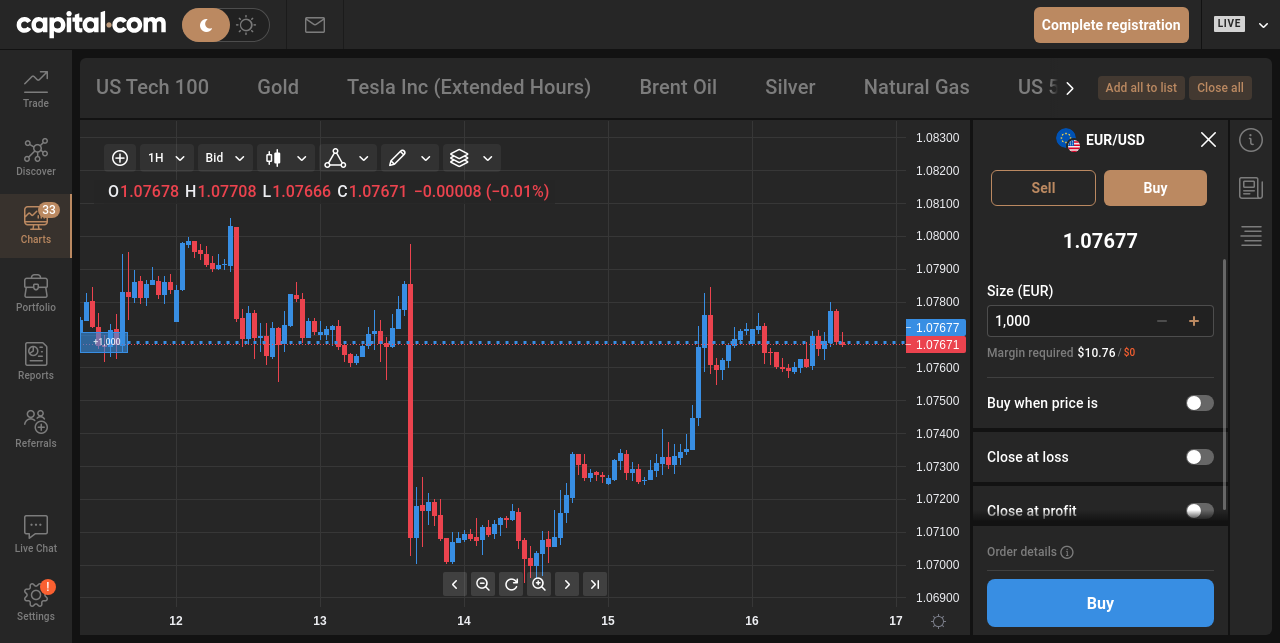 capital.com
Complete registration
LIVE
Trade
Discover
33
Charts
Portfolio
Reports
Referrals
Live Chat
!
Settings
US Tech 100
Gold
Tesla Inc (Extended Hours)
Brent Oil
Silver
Natural Gas
US 5
Add all to list
Close all
1H
Bid
O1.07678 H1.07708 L1.07666 C1.07671 −0.00008 (−0.01%)
+1,000
1.08300
1.08200
1.08100
1.08000
1.07900
1.07800
1.07677
1.07671
1.07600
1.07500
1.07400
1.07300
1.07200
1.07100
1.07000
1.06900
12
13
14
15
16
17
EUR/USD
Sell
Buy
1.07677
Size (EUR)
1,000
Margin required $10.76 / $0
Buy when price is
Close at loss
Close at profit
Order details
Buy